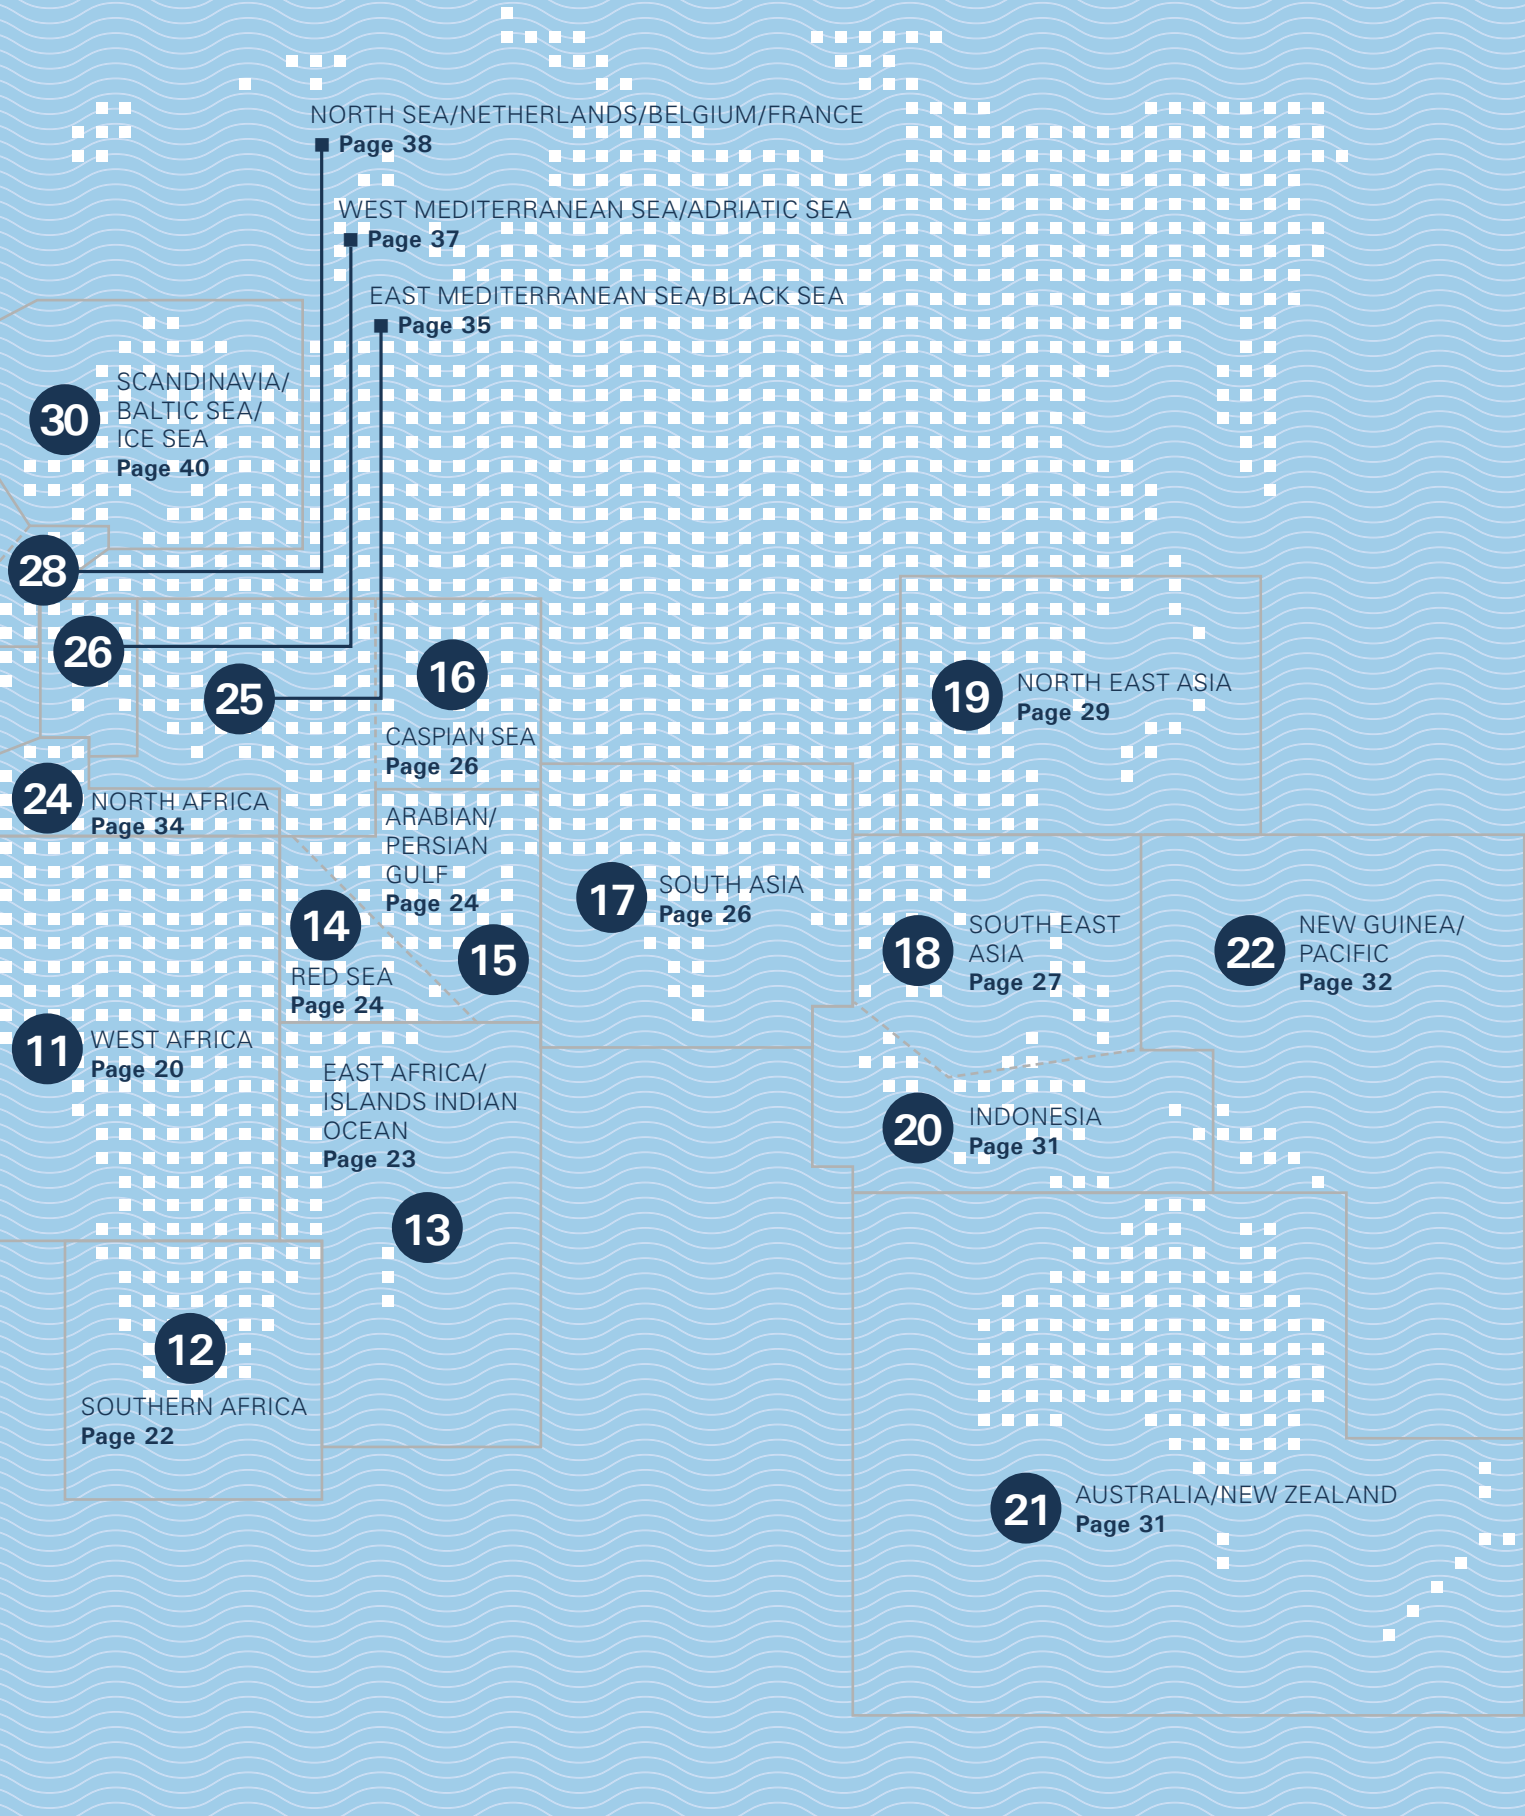 NORTH SEA/NETHERLANDS/BELGIUM/FRANCE
Page 38
WEST MEDITERRANEAN SEA/ADRIATIC SEA
Page 37
EAST MEDITERRANEAN SEA/BLACK SEA
Page 35
30
SCANDINAVIA/
BALTIC SEA/
ICE SEA
Page 40
28
26
25
16
CASPIAN SEA
Page 26
19
NORTH EAST ASIA
Page 29
24
NORTH AFRICA
Page 34
ARABIAN/
PERSIAN
GULF
Page 24
15
14
RED SEA
Page 24
17
SOUTH ASIA
Page 26
18
SOUTH EAST
ASIA
Page 27
22
NEW GUINEA/
PACIFIC
Page 32
11
WEST AFRICA
Page 20
EAST AFRICA/
ISLANDS INDIAN
OCEAN
Page 23
13
20
INDONESIA
Page 31
12
SOUTHERN AFRICA
Page 22
21
AUSTRALIA/NEW ZEALAND
Page 31